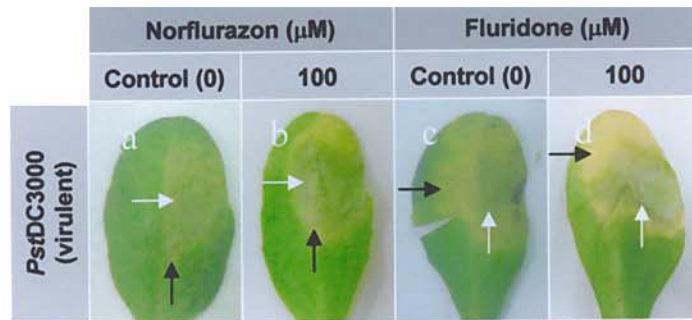 Norflurazon (μM)
Fluridone (μM)
Control (0)
100
Control (0)
100
PstDC3000
(virulent)
a
b
c
d